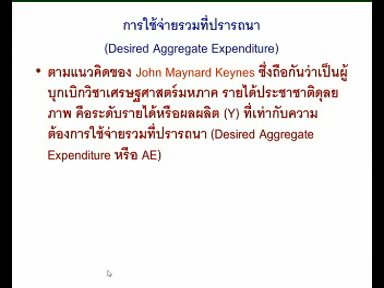 การใช้จ่ายรวมที่ปรารถนา
(Desired Aggregate Expenditure)
• ตามแนวคิดของ John Maynard Keynes ซึ่งถือกันว่าเป็นผู้
บุกเบิกวิชาเศรษฐศาสตร์มหภาค รายได้ประชาชาติดุลย
ภาพ คือระดับรายได้หรือผลผลิต (Y) ที่เท่ากับความ
ต้องการใช้จ่ายรวมที่ปรารถนา (Desired Aggregate
Expenditure หรือ AE)